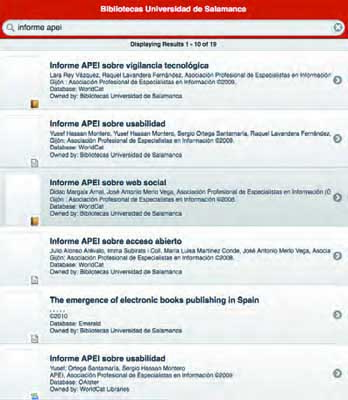 Bibliotecas Universidad de Salamanca
informe apei
Displaying Results 1 - 10 of 19
Informe APEI sobre vigilancia tecnológica
Lara Rey Vázquez, Raquel Lavandera Fernández, Asociación Profesional de Especialistas en Información
Gijón : Asociación Profesional de Especialistas en Información ©2009.
Database: WorldCat
Owned by: Bibliotecas Universidad de Salamanca
Informe APEI sobre usabilidad
Yusef Hassan Montero, Yusef Hassan Montero, Sergio Ortega Santamaría, Raquel Lavandera Fernández,
Gijón : Asociación Profesional de Especialistas en Información ©2009.
Database: WorldCat
Owned by: Bibliotecas Universidad de Salamanca
Informe APEI sobre web social
Dídac Margaix Arnal, José Antonio Merlo Vega, Asociación Profesional de Especialistas en Información (G
Gijón : Asociación Profesional de Especialistas en Información ©2008.
Database: WorldCat
Owned by: Bibliotecas Universidad de Salamanca
Informe APEI sobre acceso abierto
Julio Alonso Arévalo, Imma Subirats i Coll, María Luisa Martínez Conde, José Antonio Merlo Vega, Asocia
Gijón : Asociación Profesional de Especialistas en Información ©2008.
Database: WorldCat
Owned by: Bibliotecas Universidad de Salamanca
The emergence of electronic books publishing in Spain
. . . . .
©2010
Database: Emerald
Owned by: Bibliotecas Universidad de Salamanca
Informe APEI sobre usabilidad
Yusef; Ortega Santamaría, Sergio Hassan Montero
APEI, Asociación Profesional de Especialistas en Información ©2009
Database: OAIster
Owned by: WorldCat Libraries